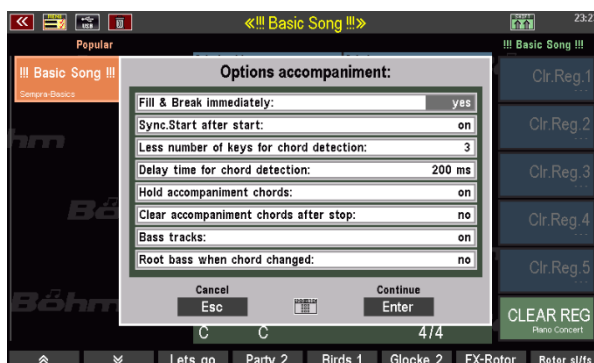 «!!! Basic Song !!!»
23:2
Popular
!!! Basic Song !!!
!!! Basic Song !!!
Sempra-Basics
Clr.Reg.1
Clr.Reg.2
Clr.Reg.3
Clr.Reg.4
Clr.Reg.5
CLEAR REG
Piano Concert
Options accompaniment:
Fill & Break immediately: yes
Sync.Start after start: on
Less number of keys for chord detection: 3
Delay time for chord detection: 200 ms
Hold accompaniment chords: on
Clear accompaniment chords after stop: no
Bass tracks: on
Root bass when chord changed: no
Cancel Continue
Esc Enter
Böhm
C C 4/4
Lets go Party 2 Birds 1 Glocke 2 FX-Rotor Rotor sl/fs